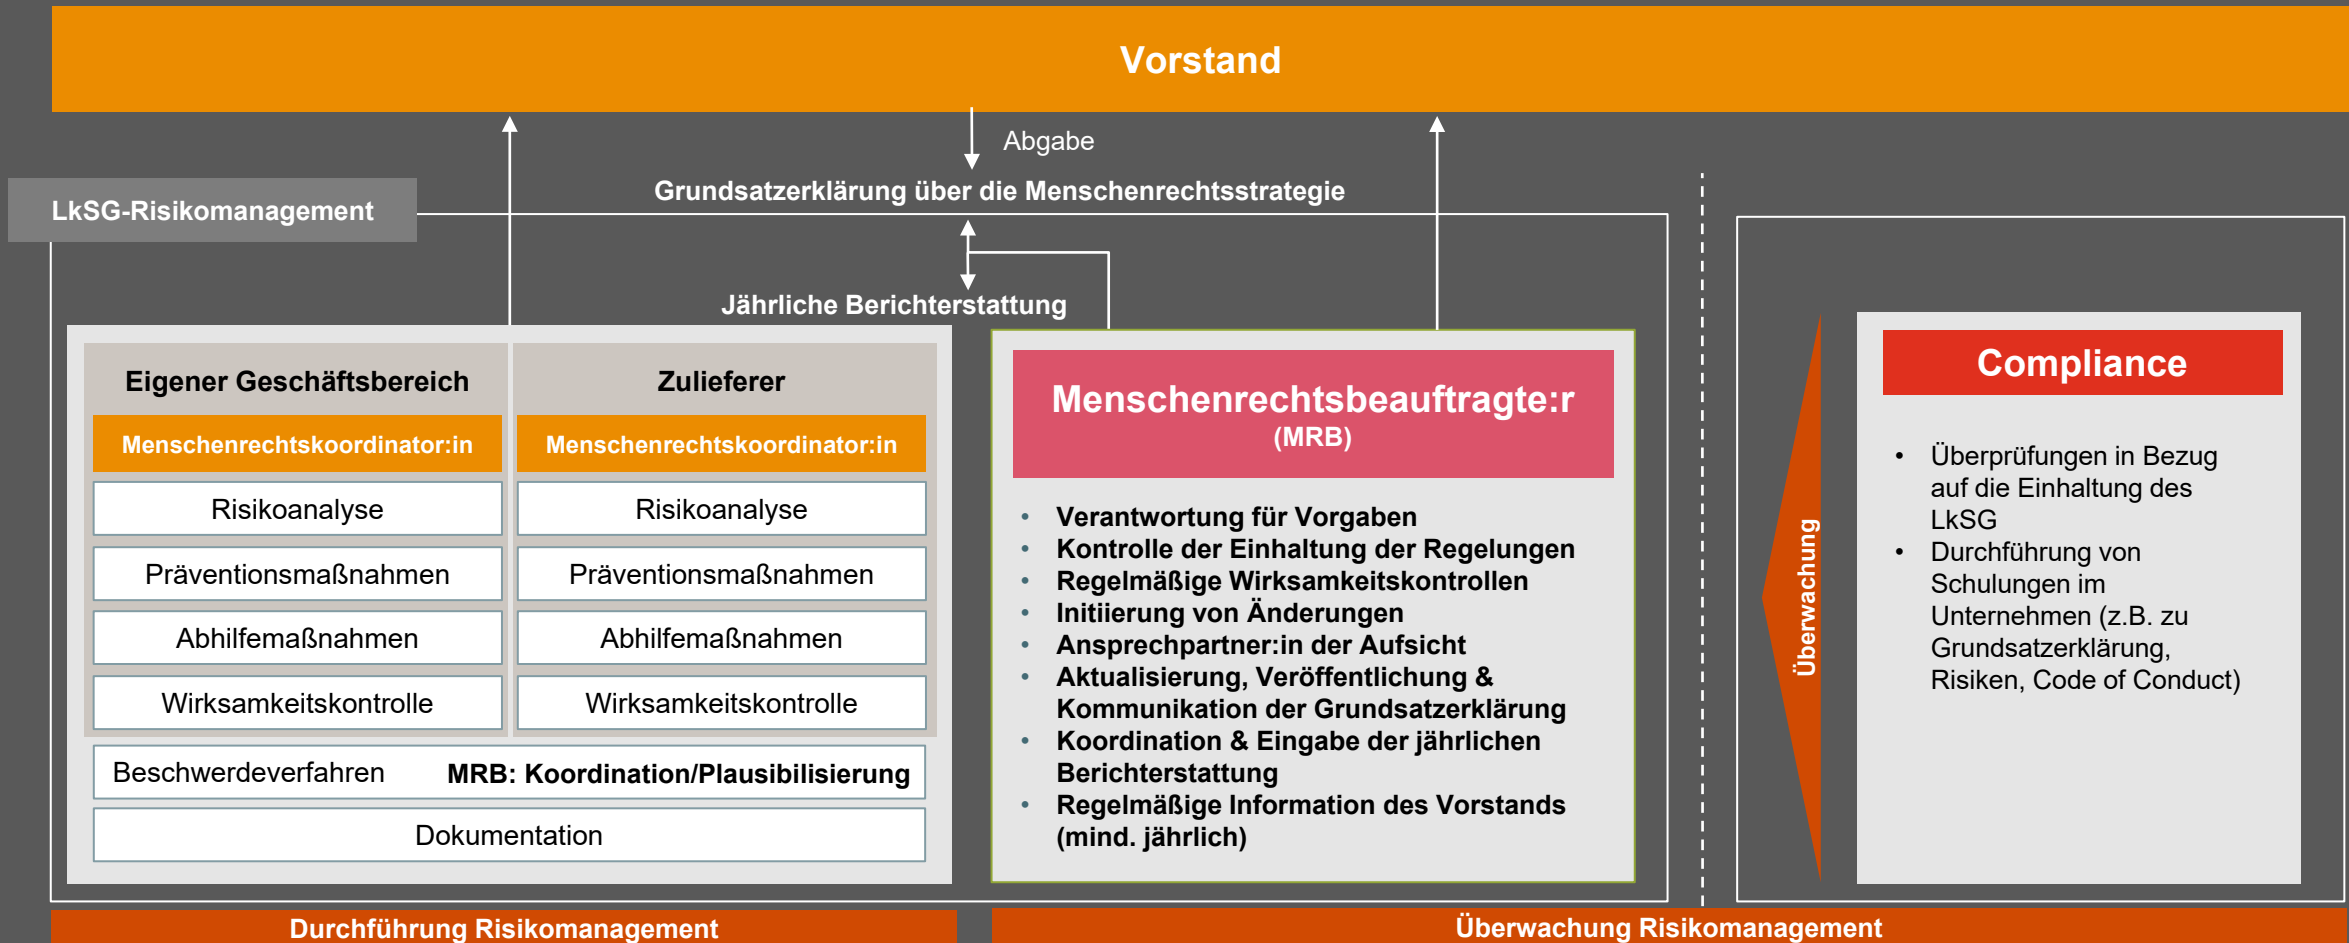 Vorstand
Abgabe
Grundsatzerklärung über die Menschenrechtsstrategie
LkSG-Risikomanagement
Jährliche Berichterstattung
Eigener Geschäftsbereich
Menschenrechtskoordinator:in
Risikoanalyse
Präventionsmaßnahmen
Abhilfemaßnahmen
Wirksamkeitskontrolle
Zulieferer
Menschenrechtskoordinator:in
Risikoanalyse
Präventionsmaßnahmen
Abhilfemaßnahmen
Wirksamkeitskontrolle
Beschwerdeverfahren MRB: Koordination/Plausibilisierung
Dokumentation
Menschenrechtsbeauftragte:r
(MRB)
• Verantwortung für Vorgaben
• Kontrolle der Einhaltung der Regelungen
• Regelmäßige Wirksamkeitskontrollen
• Initiierung von Änderungen
• Ansprechpartner:in der Aufsicht
• Aktualisierung, Veröffentlichung &
Kommunikation der Grundsatzerklärung
• Koordination & Eingabe der jährlichen
Berichterstattung
• Regelmäßige Information des Vorstands
(mind. jährlich)
Überwachung
Compliance
• Überprüfungen in Bezug
auf die Einhaltung des
LkSG
• Durchführung von
Schulungen im
Unternehmen (z.B. zu
Grundsatzerklärung,
Risiken, Code of Conduct)
Durchführung Risikomanagement
Überwachung Risikomanagement